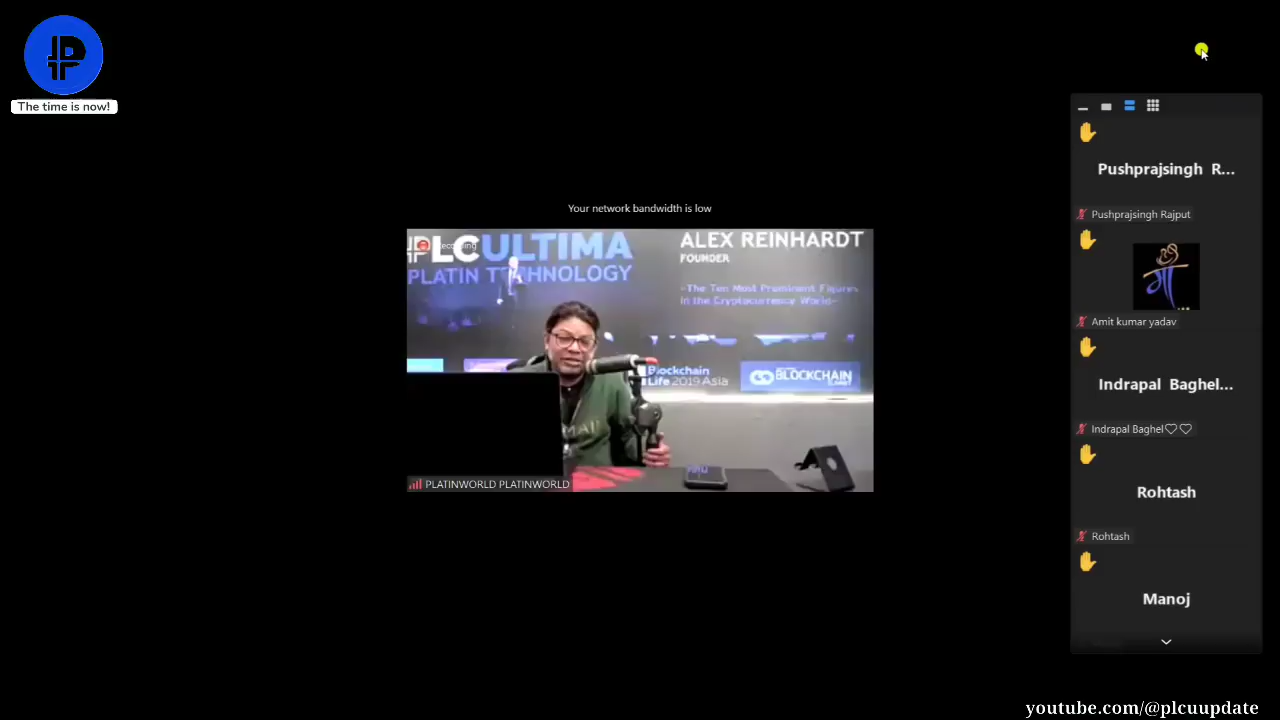 The time is now!
Your network bandwidth is low
Recording
PLCULTIMA
PLATIN TECHNOLOGY
ALEX REINHARDT
FOUNDER
-The Ten Most Prominent Figures
in the Cryptocurrency World-
Blockchain
Life 2019 Asia
BLOCKCHAIN
PLATINWORLD PLATINWORLD
Pushprajsingh R...
Pushprajsingh Rajput
माँ
Amit kumar yadav
Indrapal Baghel...
Indrapal Baghel♡♡
Rohtash
Rohtash
Manoj
youtube.com/@plcuupdate